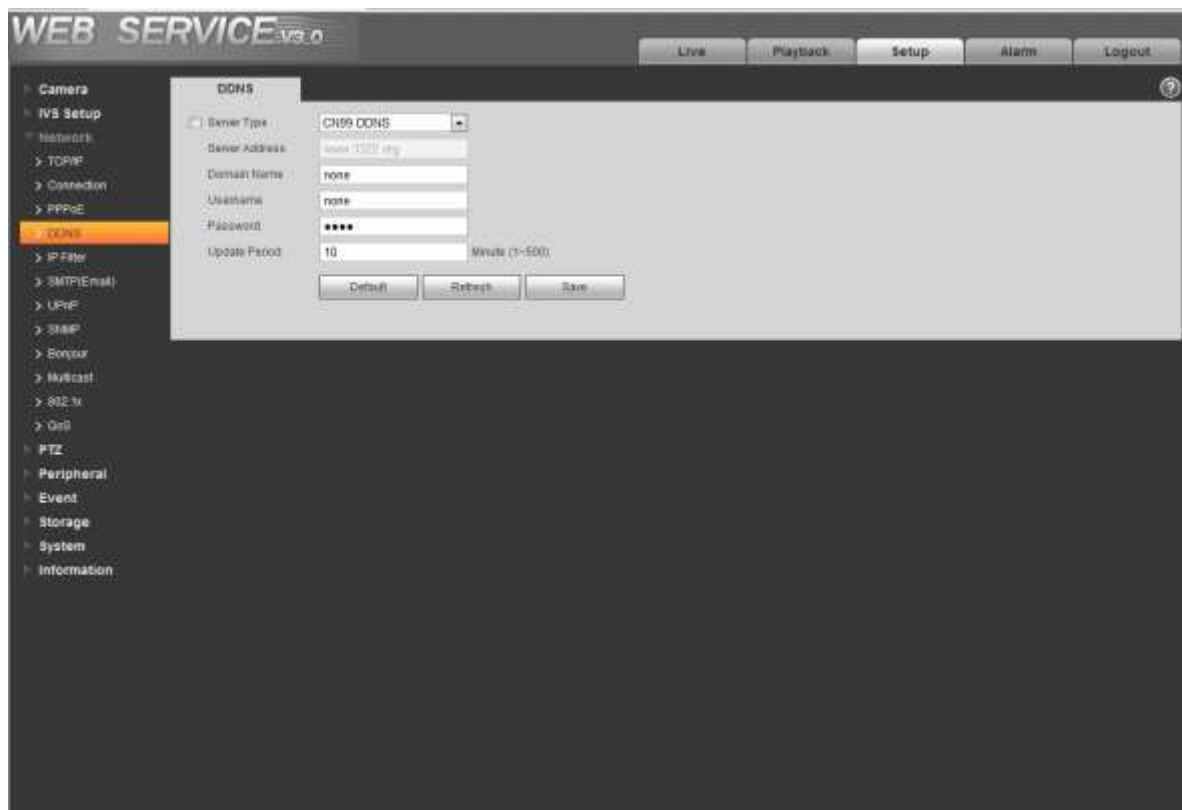 WEB SERVICE V3.0
Live Playback Setup Alarm Logout
DDNS
?
Camera
IVS Setup
Network
> TCP/IP
> Connection
> PPPoE
> DDNS
> IP Filter
> SMTP(Email)
> UPnP
> SNMP
> Bonjour
> Multicast
> 802.1x
> QoS
PTZ
Peripheral
Event
Storage
System
Information
Server Type CN99 DDNS
Server Address
Domain Name none
Username none
Password ●●●●
Update Period 10 Minute (1~500)
Default Refresh Save